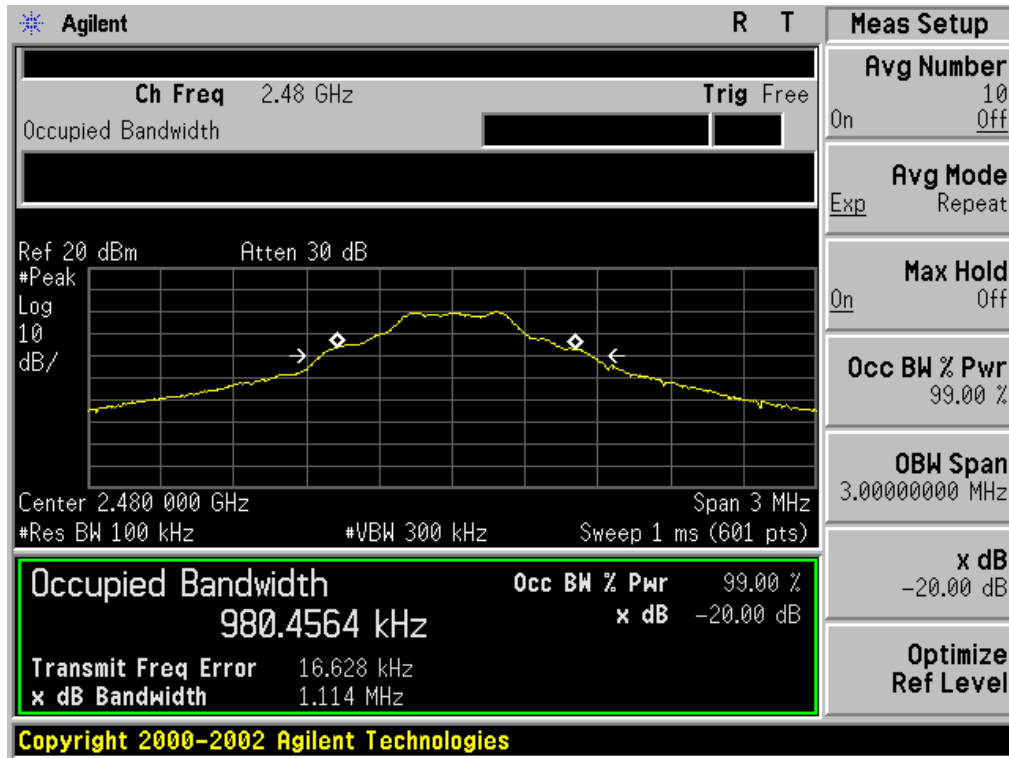 Agilent
R T
Meas Setup
Ch Freq 2.48 GHz
Trig Free
Occupied Bandwidth
Avg Number
10
On Off
Avg Mode
Exp Repeat
Max Hold
On Off
Occ BW % Pwr
99.00 %
OBW Span
3.00000000 MHz
x dB
-20.00 dB
Optimize
Ref Level
Ref 20 dBm
Atten 30 dB
#Peak
Log
10
dB/
Center 2.480 000 GHz
Span 3 MHz
#Res BW 100 kHz
#VBW 300 kHz
Sweep 1 ms (601 pts)
Occupied Bandwidth
980.4564 kHz
Occ BW % Pwr 99.00 %
x dB -20.00 dB
Transmit Freq Error 16.628 kHz
x dB Bandwidth 1.114 MHz
Copyright 2000-2002 Agilent Technologies